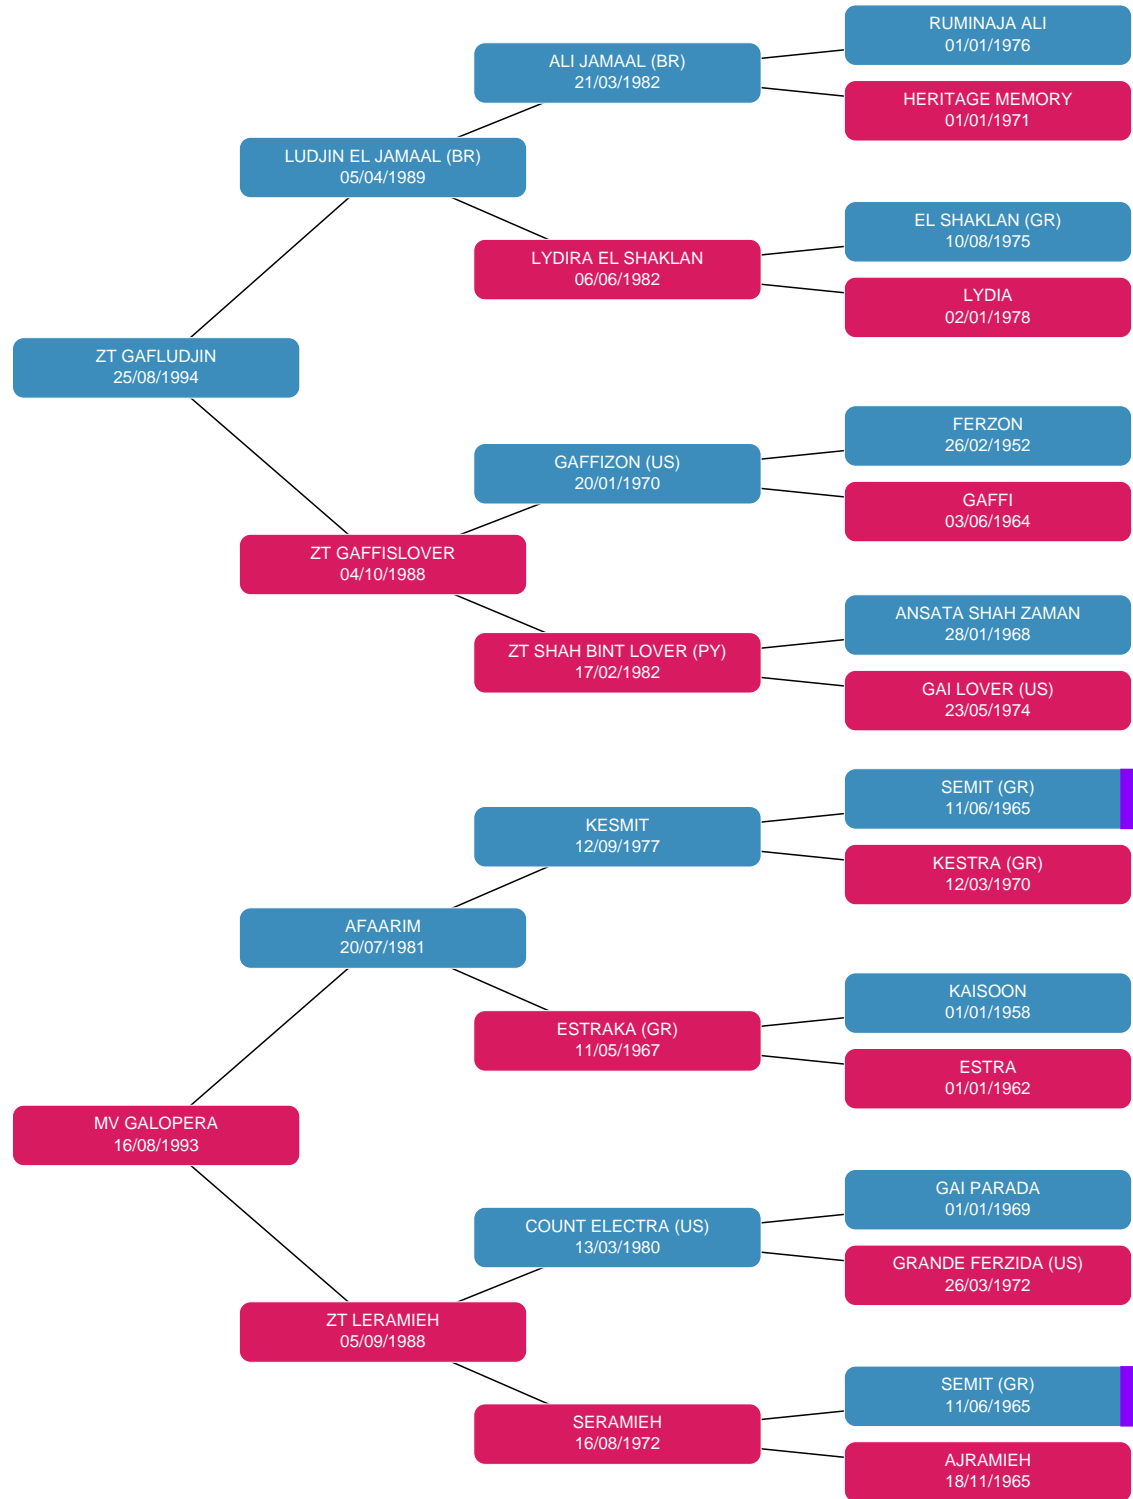 RUMINAJA ALI
01/01/1976
ALI JAMAAL (BR)
21/03/1982
HERITAGE MEMORY
01/01/1971
LUDJIN EL JAMAAL (BR)
05/04/1989
EL SHAKLAN (GR)
10/08/1975
LYDIRA EL SHAKLAN
06/06/1982
LYDIA
02/01/1978
ZT GAFLUDJIN
25/08/1994
FERZON
26/02/1952
GAFFIZON (US)
20/01/1970
GAFFI
03/06/1964
ZT GAFFISLOVER
04/10/1988
ANSATA SHAH ZAMAN
28/01/1968
ZT SHAH BINT LOVER (PY)
17/02/1982
GAI LOVER (US)
23/05/1974
SEMIT (GR)
11/06/1965
KESMIT
12/09/1977
KESTRA (GR)
12/03/1970
AFAARIM
20/07/1981
KAISOON
01/01/1958
ESTRAKA (GR)
11/05/1967
ESTRA
01/01/1962
MV GALOPERA
16/08/1993
GAI PARADA
01/01/1969
COUNT ELECTRA (US)
13/03/1980
GRANDE FERZIDA (US)
26/03/1972
ZT LERAMIEH
05/09/1988
SEMIT (GR)
11/06/1965
SERAMIEH
16/08/1972
AJRAMIEH
18/11/1965